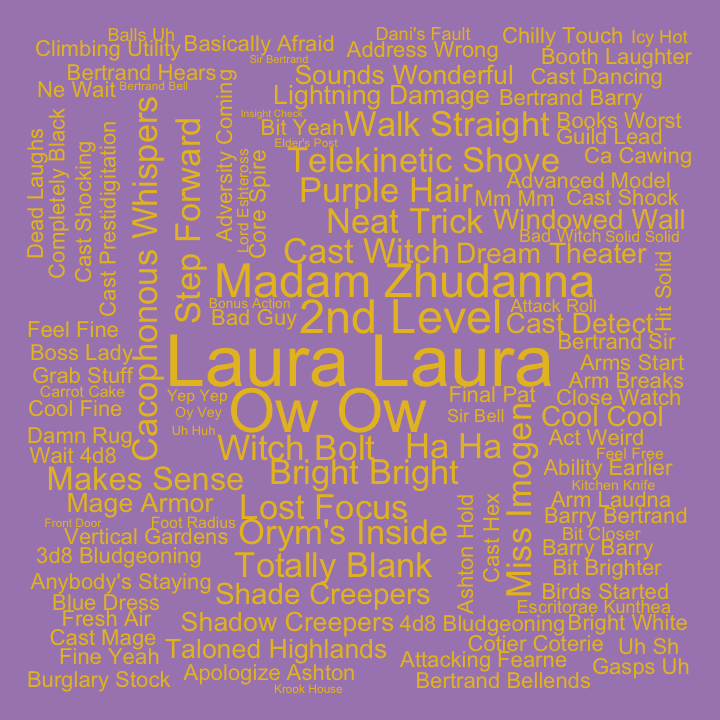 Balls Uh
Dani's Fault
Chilly Touch
Icy Hot
Climbing Utility
Basically Afraid
Address Wrong
Booth Laughter
Sir Bertrand
Bertrand Hears
Sounds Wonderful
Cast Dancing
Ne Wait
Bertrand Bell
Lightning Damage
Bertrand Barry
Insight Check
Bit Yeah
Walk Straight
Books Worst
Guild Lead
Elder's Post
Telekinetic Shove
Ca Cawing
Dead Laughs
Completely Black
Cast Shocking
Cast Prestidigitation
Cacophonous Whispers
Step Forward
Adversity Coming
Lord Eshteross
Core Spire
Purple Hair
Advanced Model
Mm Mm
Cast Shock
Neat Trick
Windowed Wall
Bad Witch
Solid Solid
Cast Witch
Dream Theater
Hit Solid
Madam Zhudanna
Bonus Action
Attack Roll
Bad Guy
2nd Level
Cast Detect
Feel Fine
Bertrand Sir
Boss Lady
Laura Laura
Arms Start
Grab Stuff
Arm Breaks
Carrot Cake
Yep Yep
Final Pat
Close Watch
Cool Fine
Oy Vey
Ow Ow
Sir Bell
Cool Cool
Damn Rug
Uh Huh
Act Weird
Wait 4d8
Witch Bolt
Ha Ha
Miss Imogen
Feel Free
Makes Sense
Bright Bright
Ability Earlier
Kitchen Knife
Mage Armor
Lost Focus
Ashton Hold
Cast Hex
Arm Laudna
Front Door
Foot Radius
Barry Bertrand
Vertical Gardens
Orym's Inside
Bit Closer
3d8 Bludgeoning
Totally Blank
Barry Barry
Bit Brighter
Anybody's Staying
Shade Creepers
Birds Started
Blue Dress
Escritorae Kunthea
Fresh Air
Shadow Creepers
4d8 Bludgeoning
Bright White
Cast Mage
Taloned Highlands
Cotier Coterie
Uh Sh
Fine Yeah
Attacking Fearne
Gasps Uh
Burglary Stock
Apologize Ashton
Bertrand Bellends
Krook House